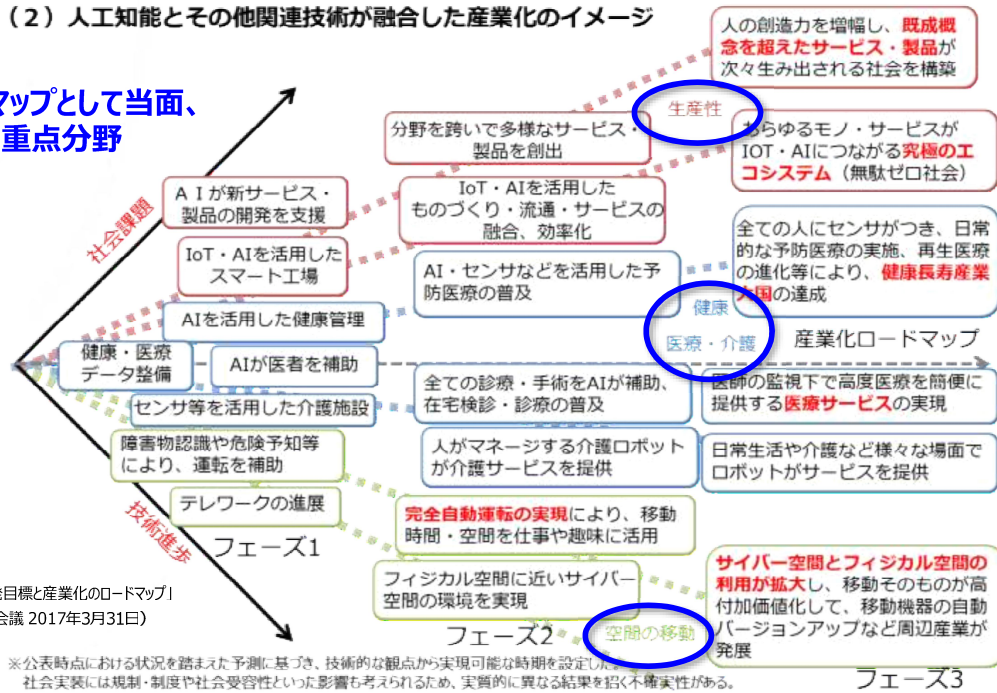 （2）人工知能とその他関連技術が融合した産業化のイメージ
マップとして当面、
重点分野
人の創造力を増幅し、既成概
念を超えたサービス・製品が
次々生み出される社会を構築
生産性
分野を跨いで多様なサービス・
製品を創出
あらゆるモノ・サービスが
IOT・AIにつながる究極のエ
コシステム（無駄ゼロ社会）
ＡＩが新サービス・
製品の開発を支援
IoT・AIを活用した
ものづくり・流通・サービスの
融合、効率化
社会課題
IoT・AIを活用した
スマート工場
全ての人にセンサがつき、日常
的な予防医療の実施、再生医療
の進化等により、健康長寿産業
大国の達成
AI・センサなどを活用した予
防医療の普及
健康
AIを活用した健康管理
医療・介護
産業化ロードマップ
健康・医療
データ整備
AIが医者を補助
全ての診療・手術をAIが補助、
在宅検診・診療の普及
医師の監視下で高度医療を簡便に
提供する医療サービスの実現
センサ等を活用した介護施設
障害物認識や危険予知等
により、運転を補助
人がマネージする介護ロボット
が介護サービスを提供
日常生活や介護など様々な場面で
ロボットがサービスを提供
テレワークの進展
技術進歩
フェーズ1
完全自動運転の実現により、移動
時間・空間を仕事や趣味に活用
サイバー空間とフィジカル空間の
利用が拡大し、移動そのものが高
付加価値化して、移動機器の自動
バージョンアップなど周辺産業が
発展
フィジカル空間に近いサイバー
空間の環境を実現
目標と産業化のロードマップ」
会議 2017年3月31日）
フェーズ2
空間の移動
フェーズ3
※公表時点における状況を踏まえた予測に基づき、技術的な観点から実現可能な時期を設定した
社会実装には規制・制度や社会受容性といった影響も考えられるため、実質的に異なる結果を招く不確実性がある。